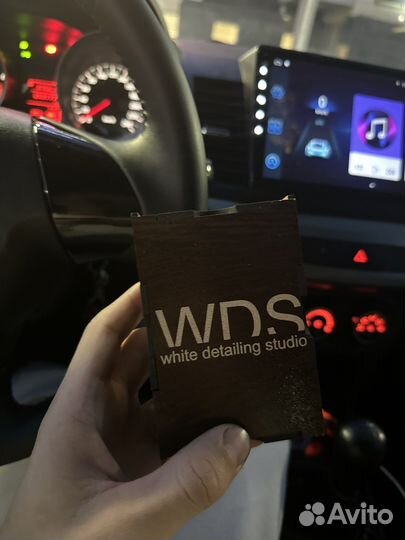 WDS
white detailing studio
Avito